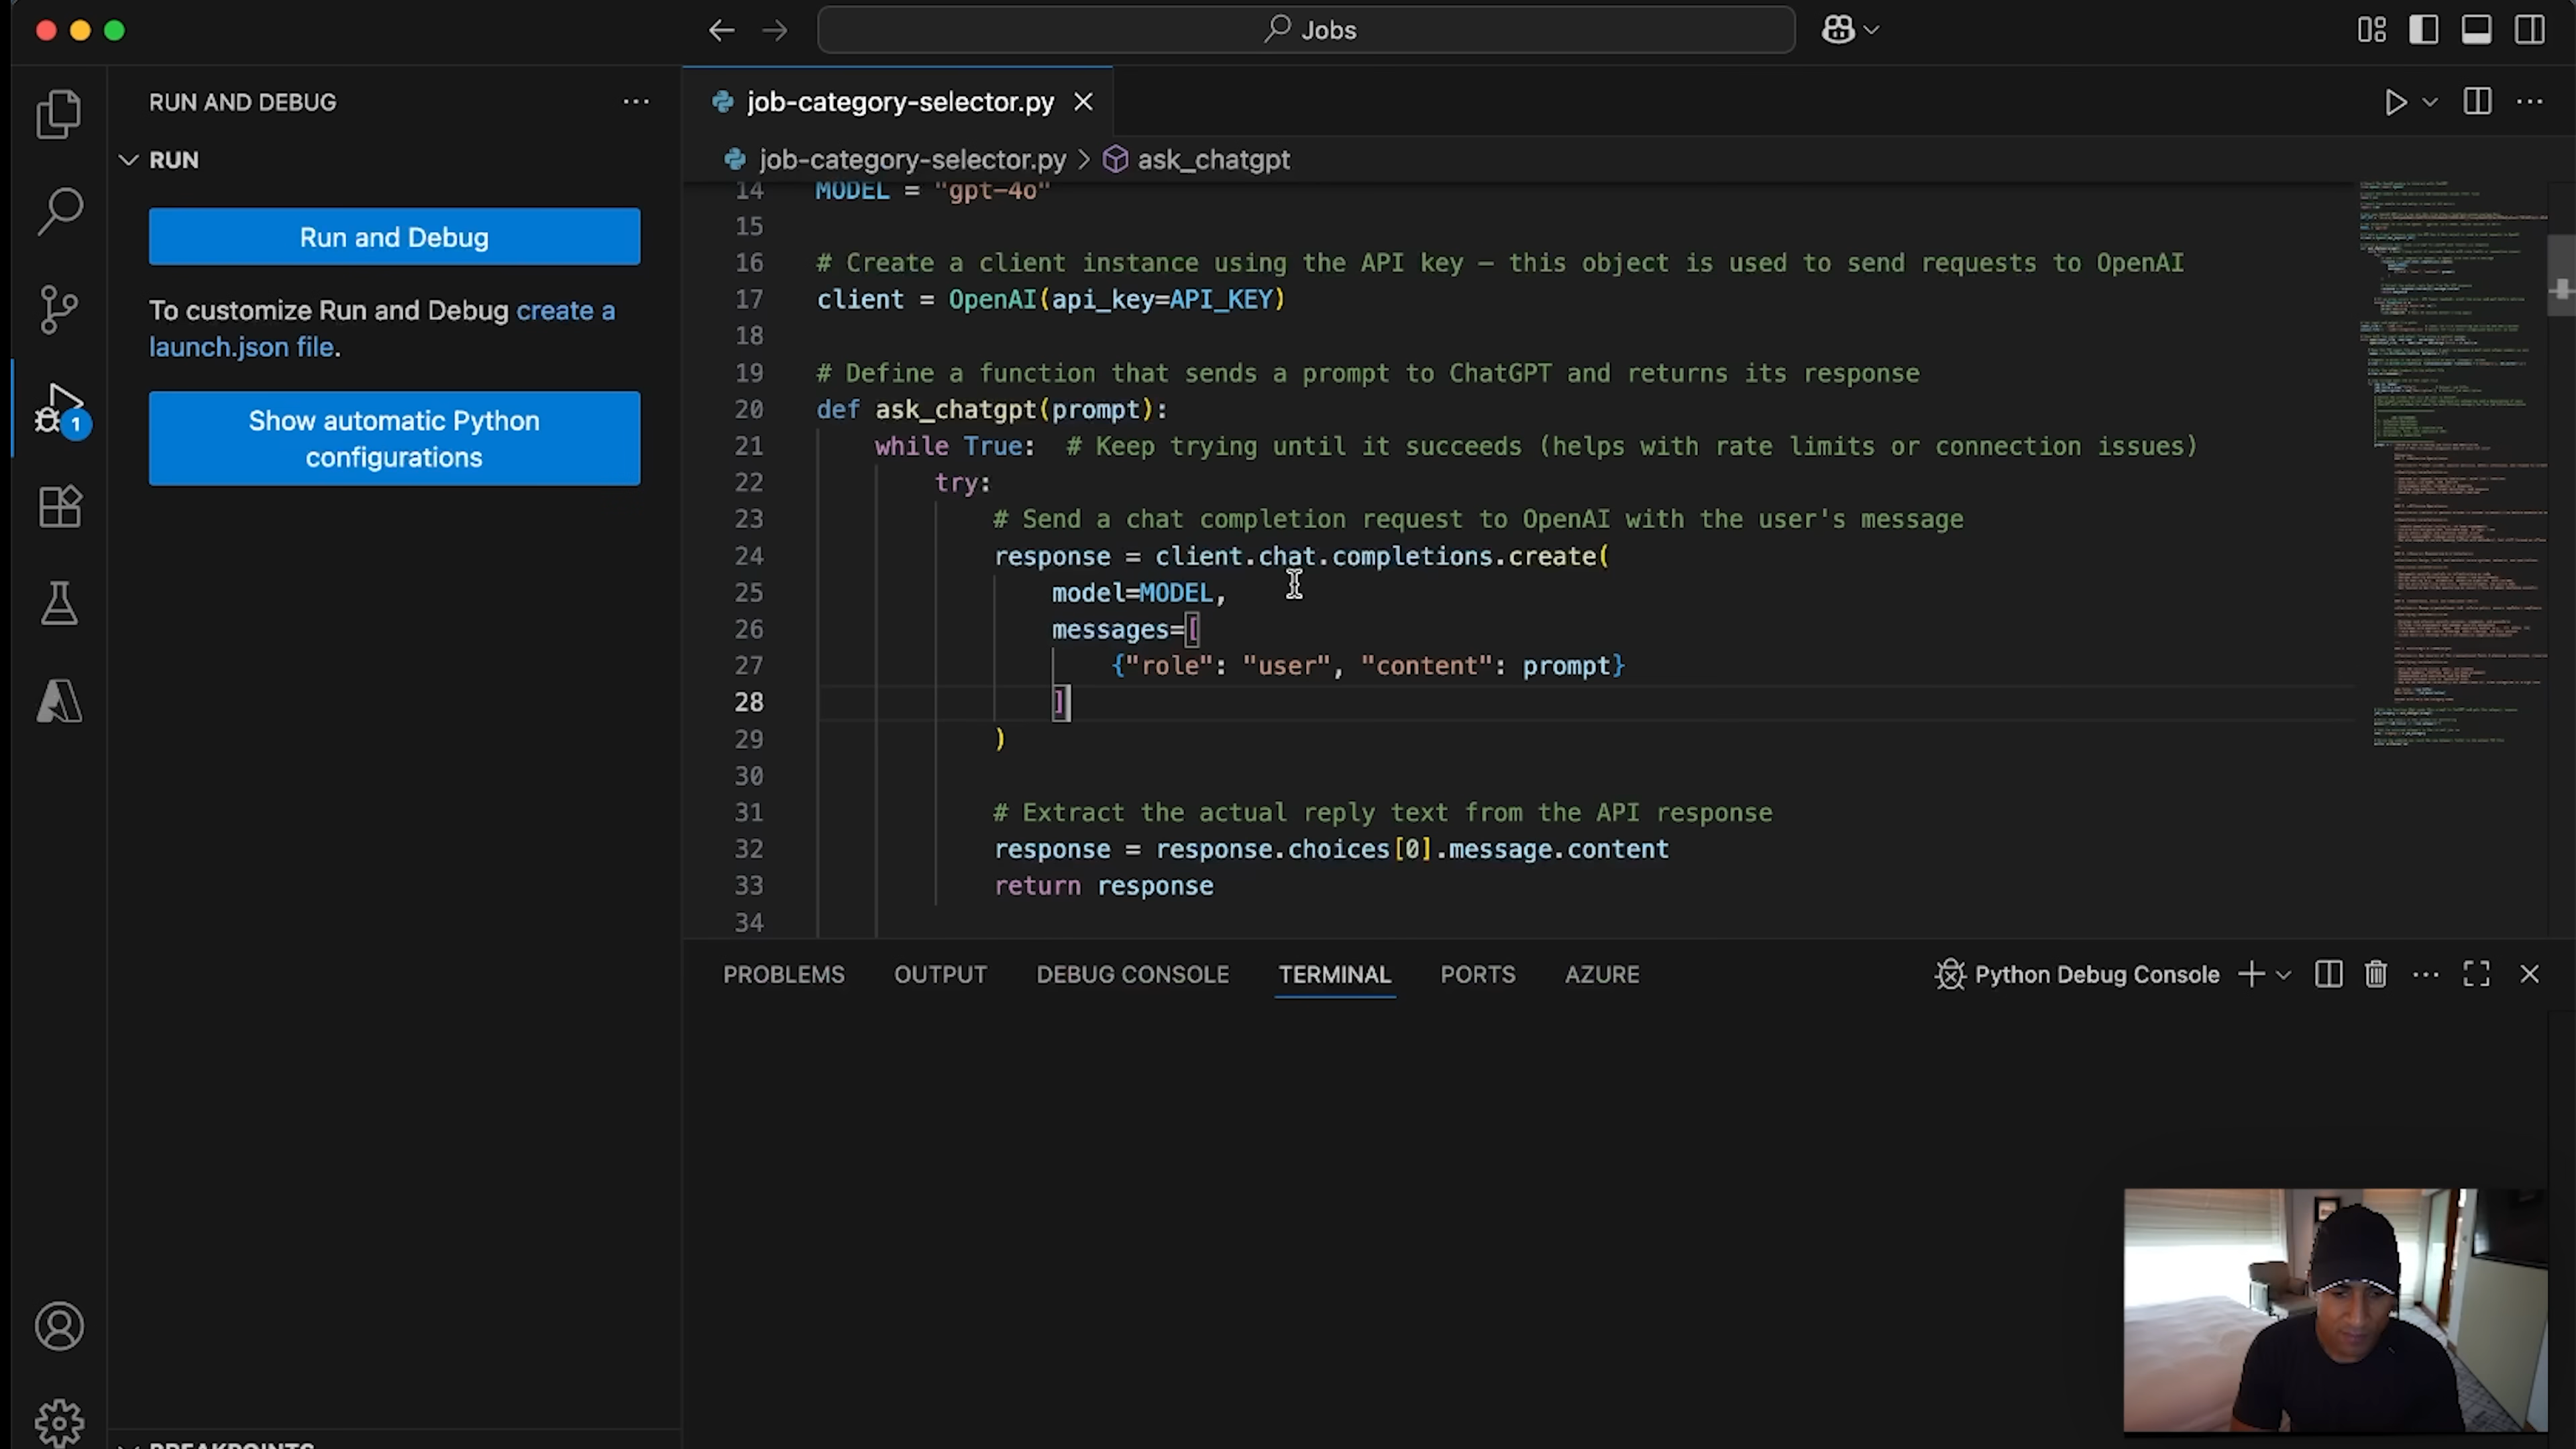 Jobs
RUN AND DEBUG
RUN
Run and Debug
To customize Run and Debug create a
launch.json file.
Show automatic Python
configurations
1
job-category-selector.py
job-category-selector.py > ask_chatgpt
14 MODEL = "gpt-4o"
15
16 # Create a client instance using the API key — this object is used to send requests to OpenAI
17 client = OpenAI(api_key=API_KEY)
18
19 # Define a function that sends a prompt to ChatGPT and returns its response
20 def ask_chatgpt(prompt):
21 while True: # Keep trying until it succeeds (helps with rate limits or connection issues)
22 try:
23 # Send a chat completion request to OpenAI with the user's message
24 response = client.chat.completions.create(
25 model=MODEL,
26 messages=[
27 {"role": "user", "content": prompt}
28 ]
29 )
30
31 # Extract the actual reply text from the API response
32 response = response.choices[0].message.content
33 return response
34
PROBLEMS OUTPUT DEBUG CONSOLE TERMINAL PORTS AZURE
Python Debug Console
BREAKPOINTS